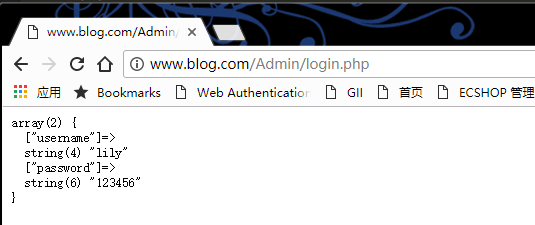 www.blog.com/Admin/
www.blog.com/Admin/login.php
应用 Bookmarks Web Authentication GII 首页 ECSHOP 管理
array(2) {
["username"]=>
string(4) "lily"
["password"]=>
string(6) "123456"
}